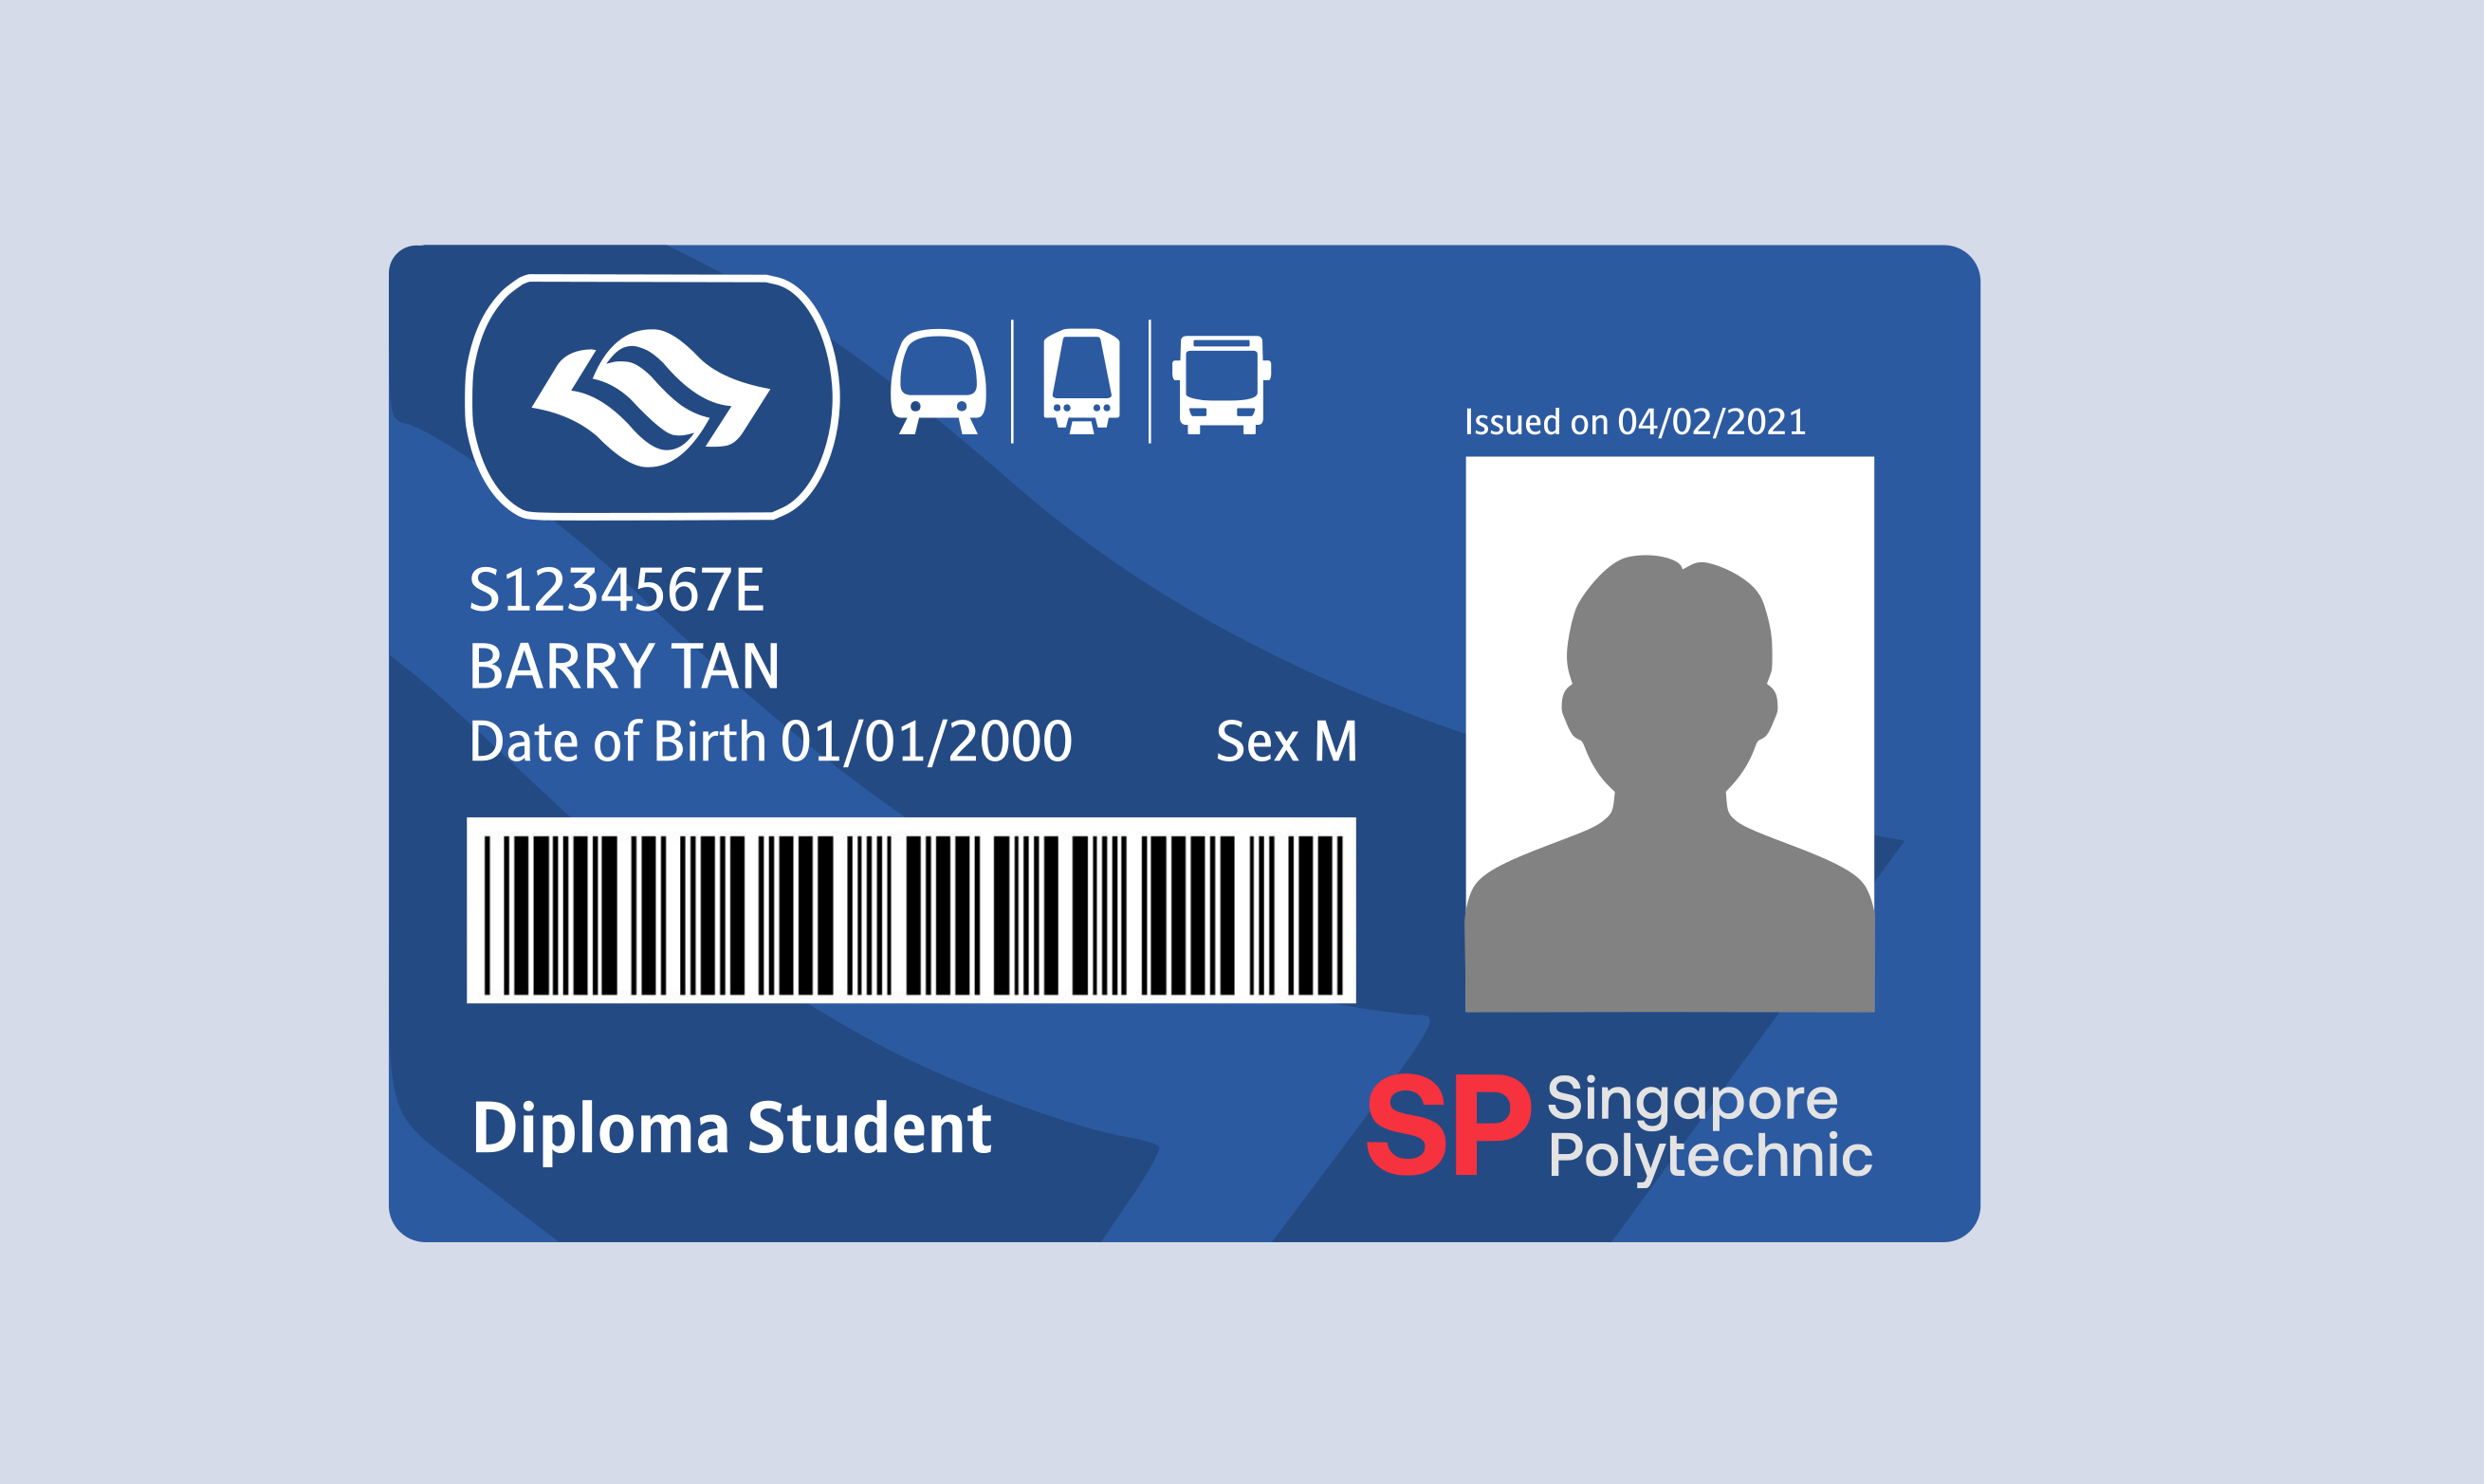 Issued on 04/02/2021
S1234567E
BARRY TAN
Date of Birth 01/01/2000 Sex M
Diploma Student
SP Singapore
Polytechnic